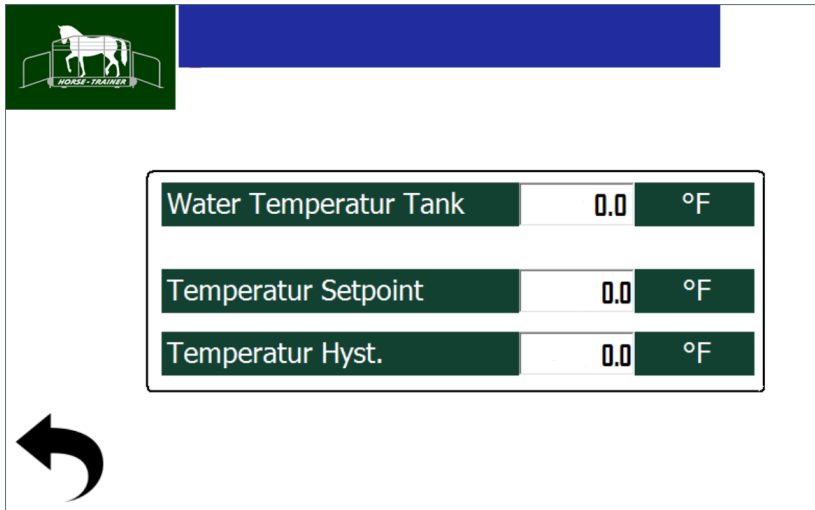 HORSE-TRAINER
Water Temperatur Tank 0.0 °F
Temperatur Setpoint 0.0 °F
Temperatur Hyst. 0.0 °F